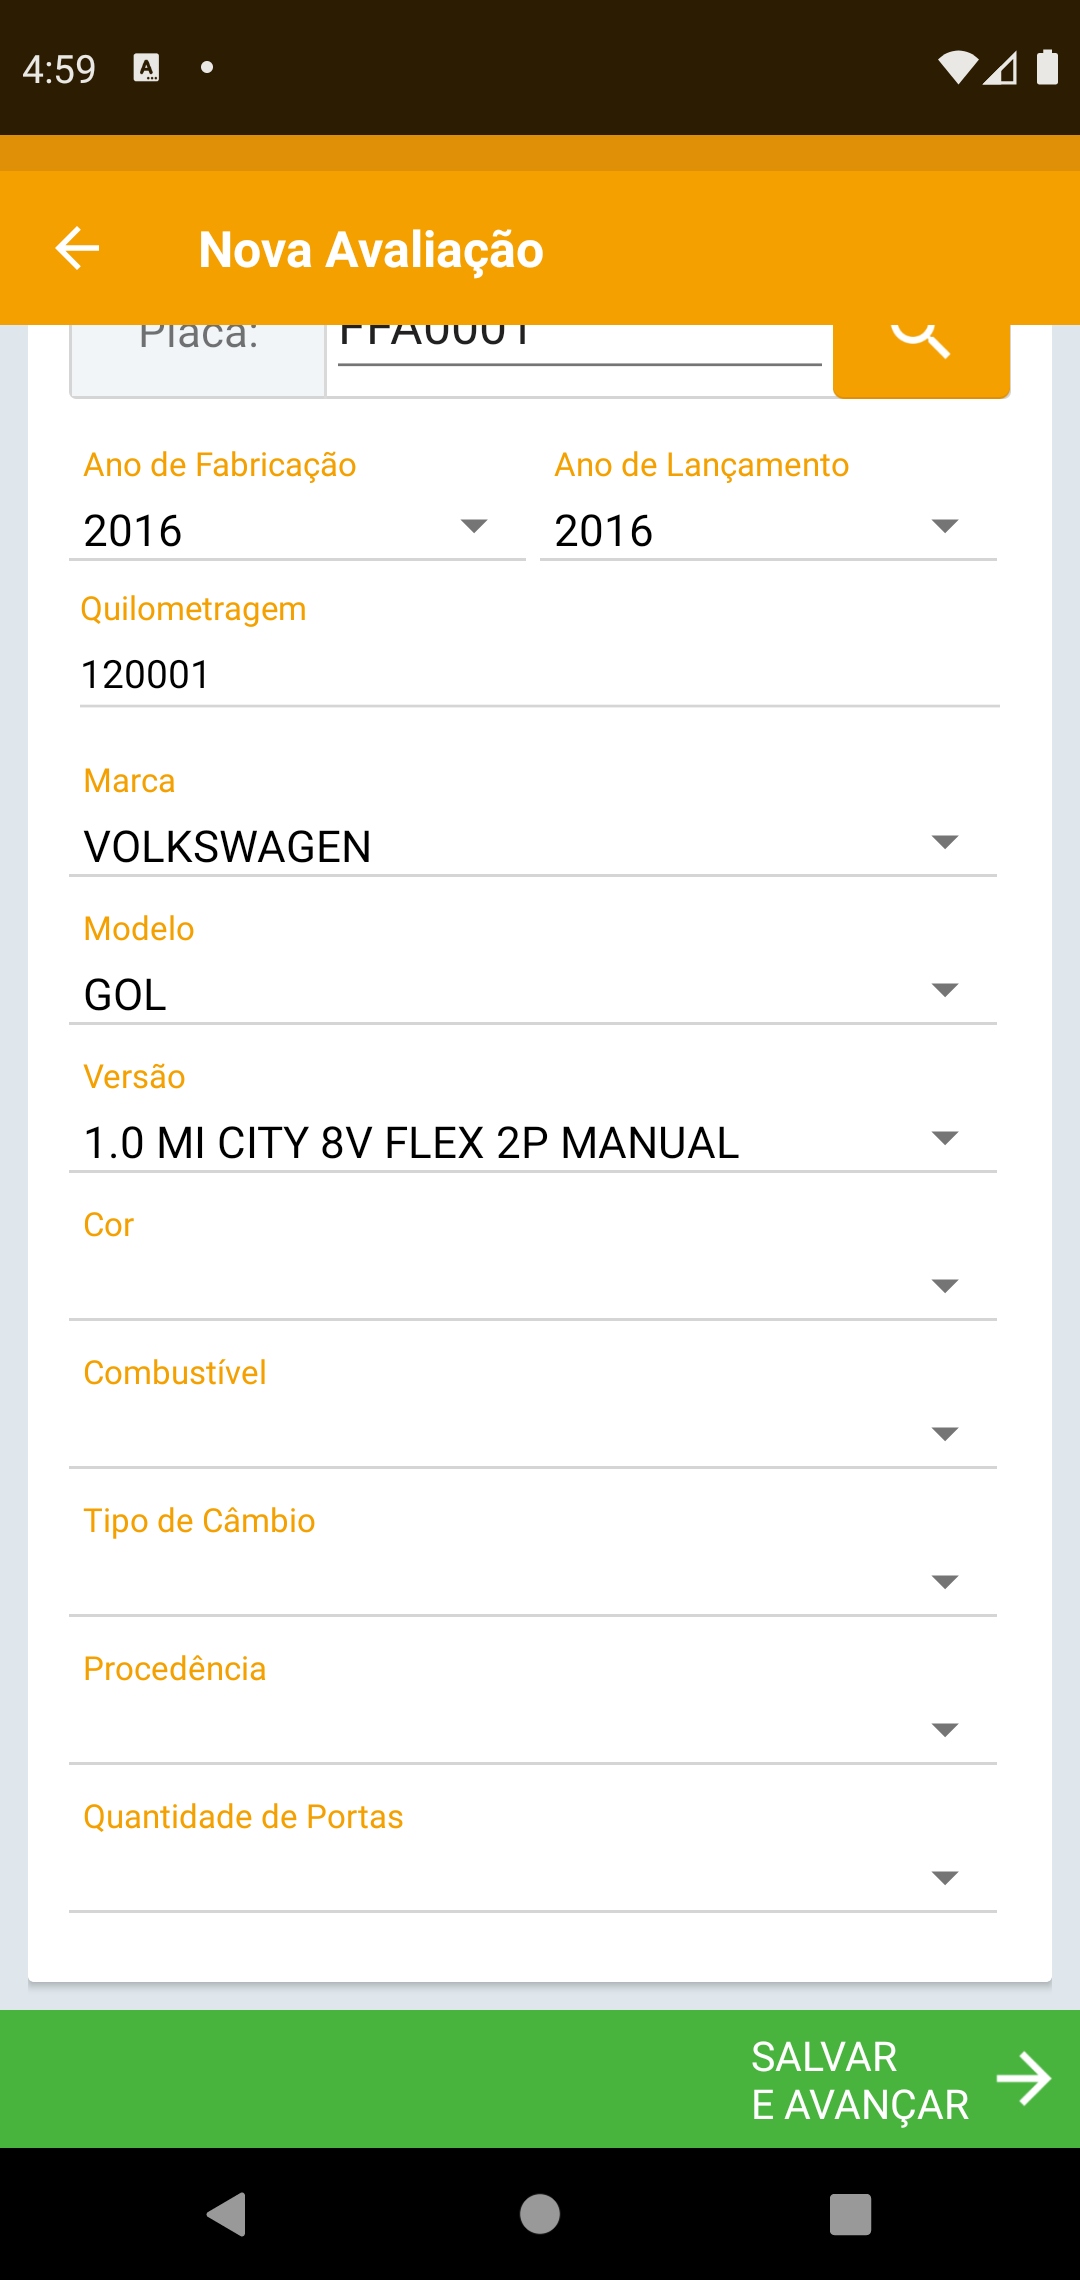 4:59
Nova Avaliação
Placa:
FFA0001
Ano de Fabricação
Ano de Lançamento
2016
2016
Quilometragem
120001
Marca
VOLKSWAGEN
Modelo
GOL
Versão
1.0 MI CITY 8V FLEX 2P MANUAL
Cor
Combustível
Tipo de Câmbio
Procedência
Quantidade de Portas
SALVAR
E AVANÇAR